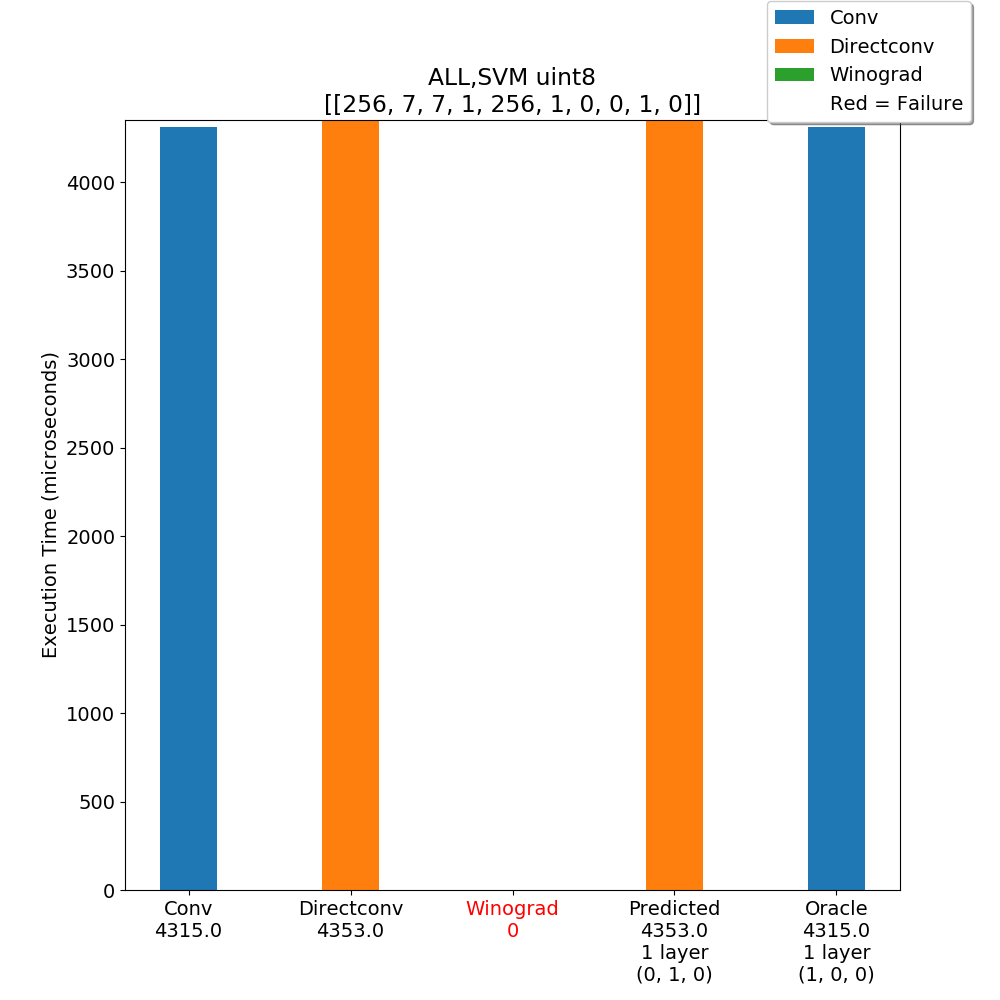 Conv
Directconv
Winograd
Red = Failure
ALL,SVM uint8
[[256, 7, 7, 1, 256, 1, 0, 0, 1, 0]]
Execution Time (microseconds)
4000
3500
3000
2500
2000
1500
1000
500
0
Conv
4315.0
Directconv
4353.0
Winograd
0
Predicted
4353.0
1 layer
(0, 1, 0)
Oracle
4315.0
1 layer
(1, 0, 0)